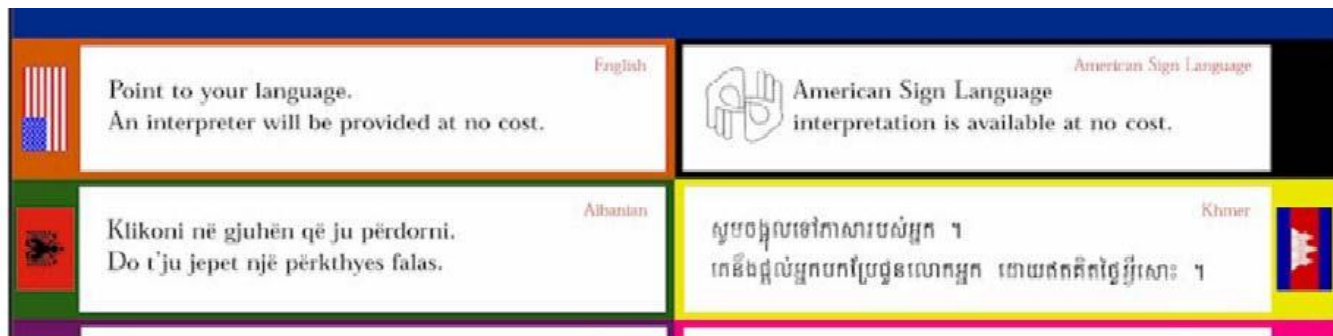 English
Point to your language.
An interpreter will be provided at no cost.
American Sign Language
American Sign Language
interpretation is available at no cost.
Albanian
Klikoni në gjuhën që ju përdorni.
Do t'ju jepet një përkthyes falas.
Khmer
សូមចង្អុលទៅភាសារបស់អ្នក ។
គេនឹងផ្តល់អ្នកបកប្រែជូនលោកអ្នក ដោយឥតគិតថ្លៃអ្វីសោះ ។